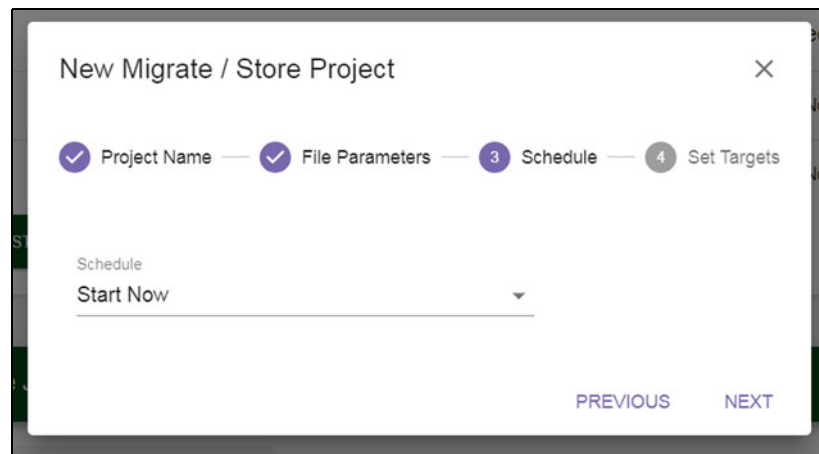 New Migrate / Store Project
Project Name
File Parameters
3 Schedule
4 Set Targets
Schedule
Start Now
PREVIOUS NEXT